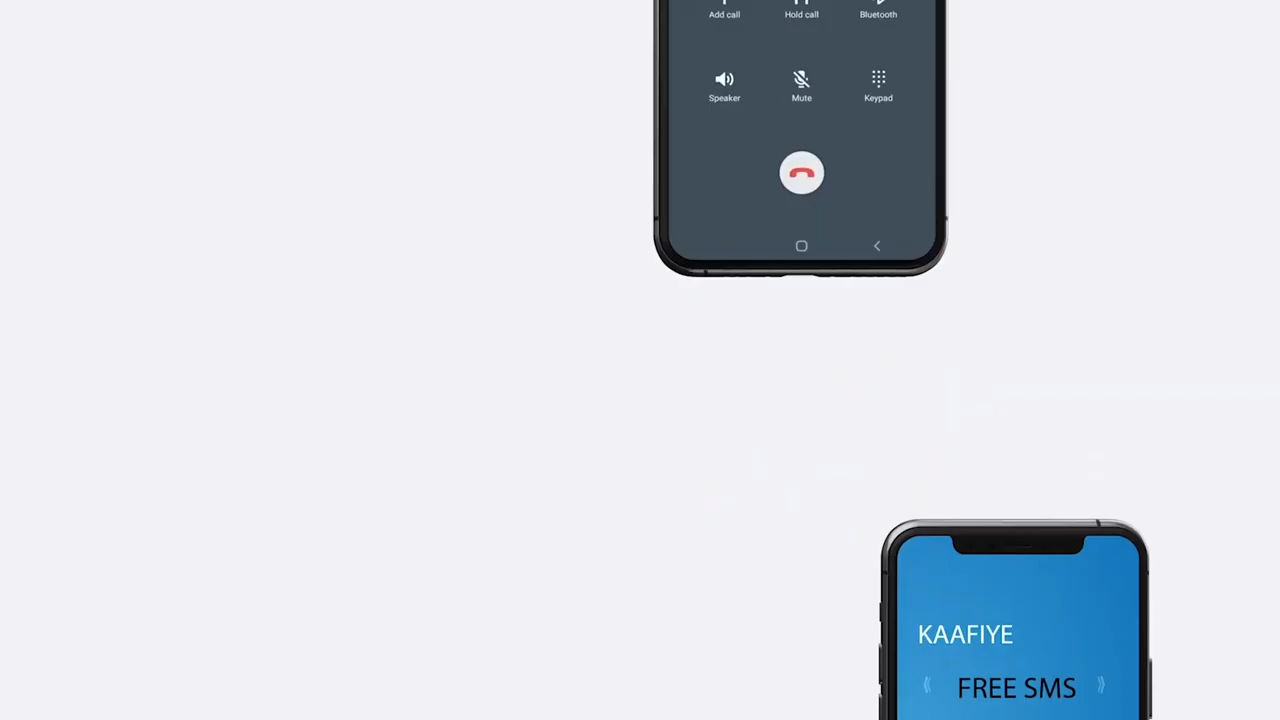 Add call Hold call Bluetooth
Speaker Mute Keypad
KAAFIYE
FREE SMS